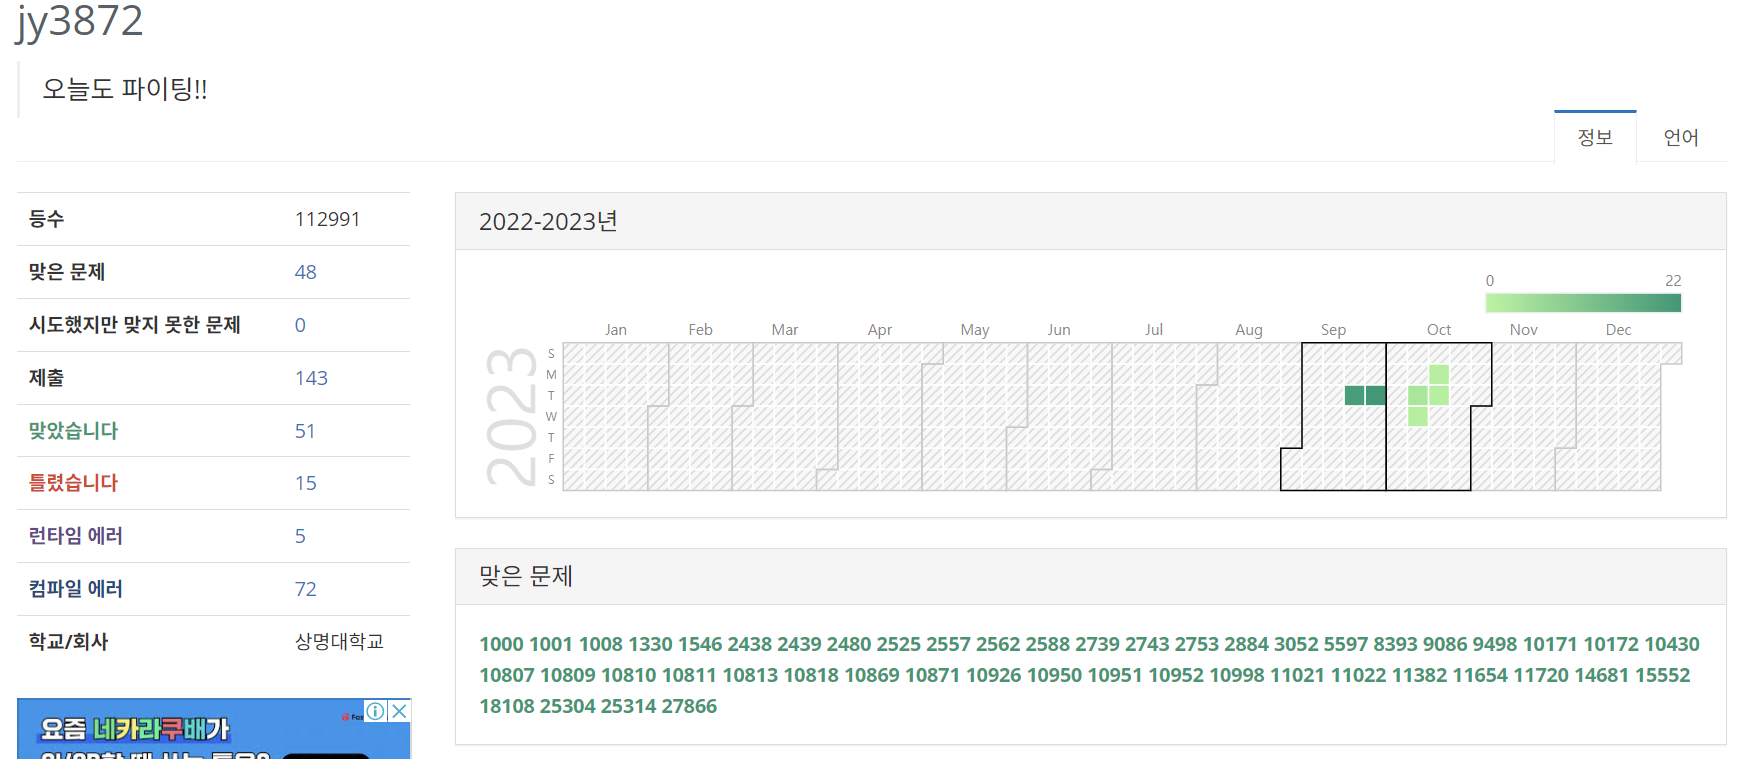 jy3872
오늘도 파이팅!!
정보 언어
등수 112991
맞은 문제 48
시도했지만 맞지 못한 문제 0
제출 143
맞았습니다 51
틀렸습니다 15
런타임 에러 5
컴파일 에러 72
학교/회사 상명대학교
요즘 네카라쿠배가
2022-2023년
0 22
Jan Feb Mar Apr May Jun Jul Aug Sep Oct Nov Dec
2023
S
M
T
W
T
F
S
맞은 문제
1000 1001 1008 1330 1546 2438 2439 2480 2525 2557 2562 2588 2739 2743 2753 2884 3052 5597 8393 9086 9498 10171 10172 10430
10807 10809 10810 10811 10813 10818 10869 10871 10926 10950 10951 10952 10998 11021 11022 11382 11654 11720 14681 15552
18108 25304 25314 27866